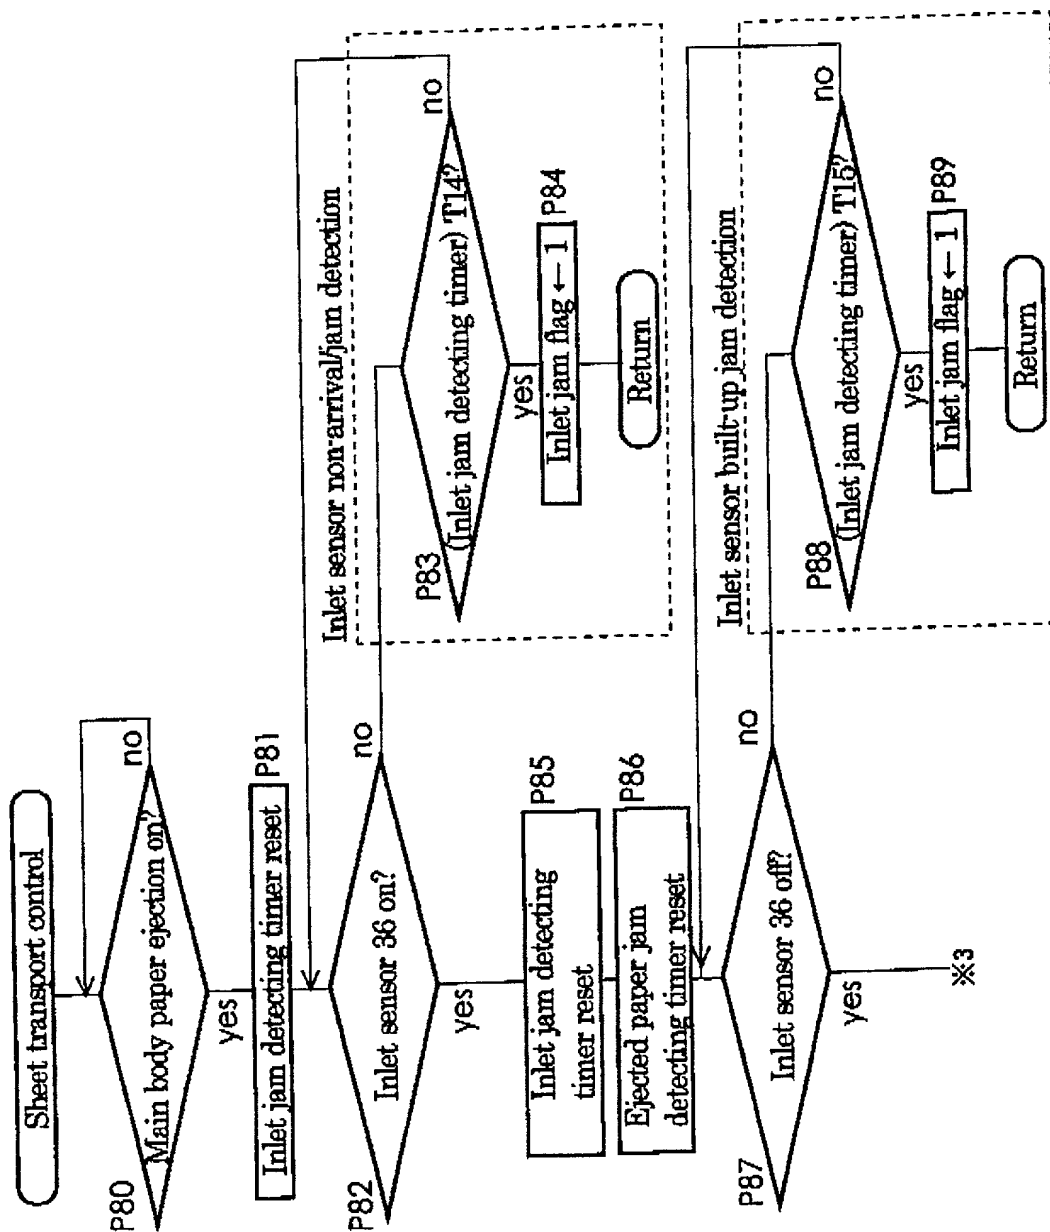 Sheet transport control
P80
Main body paper ejection on?
no
yes
Inlet jam detecting timer reset
P81
Inlet sensor non-arrival/jam detection
P82
Inlet sensor 36 on?
no
yes
P83
(Inlet jam detecting timer) T14?
no
yes
Inlet jam flag ← 1
P84
Return
Inlet jam detecting
timer reset
P85
Ejected paper jam
detecting timer reset
P86
Inlet sensor built-up jam detection
P87
Inlet sensor 36 off?
no
yes
P88
(Inlet jam detecting timer) T15?
no
yes
Inlet jam flag ← 1
P89
Return
※3